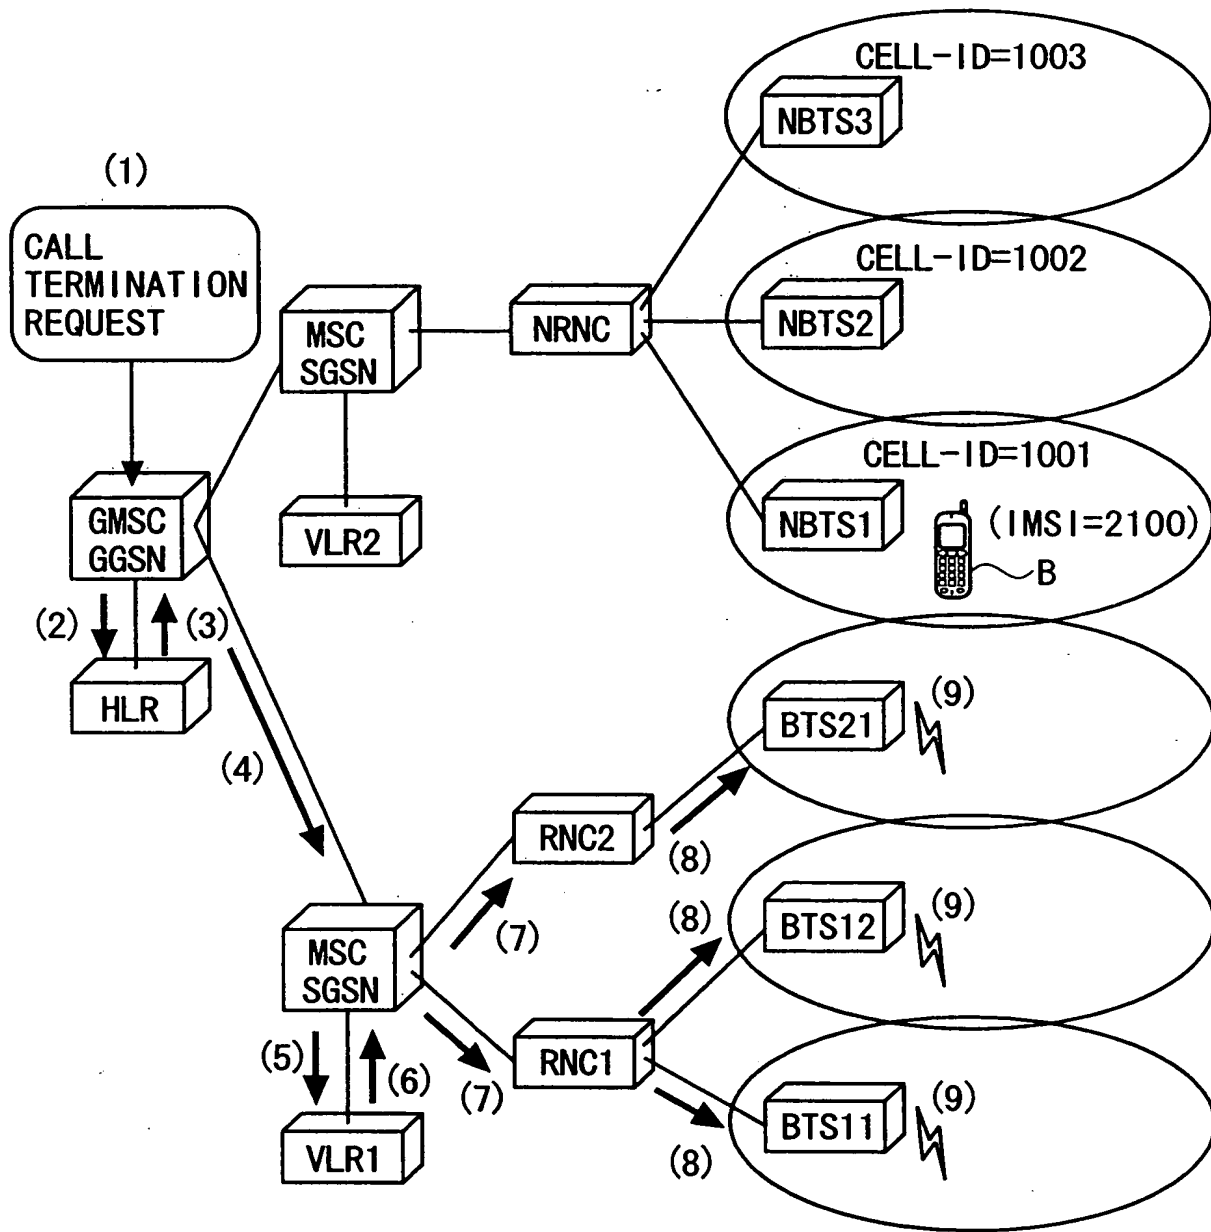 CELL-ID=1003
NBTS3
(1)
CALL
TERMINATION
REQUEST
CELL-ID=1002
MSC
SGSN
NRNC
NBTS2
CELL-ID=1001
GMSC
GGSN
VLR2
NBTS1
(IMSI=2100)
B
(2)
(3)
HLR
BTS21
(9)
(4)
RNC2
(8)
(7)
(8)
BTS12
(9)
MSC
SGSN
(5)
(6)
(7)
RNC1
(8)
BTS11
(9)
VLR1